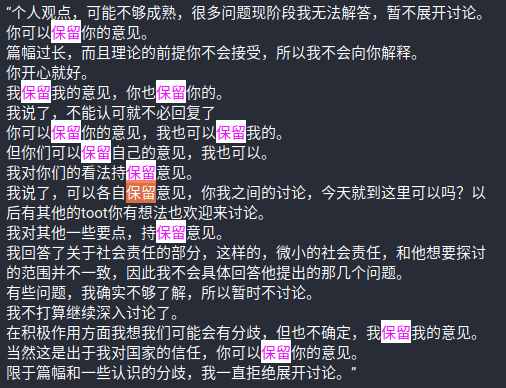 “个人观点，可能不够成熟，很多问题现阶段我无法解答，暂不展开讨论。
你可以保留你的意见。
篇幅过长，而且理论的前提你不会接受，所以我不会向你解释。
你开心就好。
我保留我的意见，你也保留你的。
我说了，不能认可就不必回复了
你可以保留你的意见，我也可以保留我的。
但你们可以保留自己的意见，我也可以。
我对你们的看法持保留意见。
我说了，可以各自保留意见，你我之间的讨论，今天就到这里可以吗？以
后有其他的toot你有想法也欢迎来讨论。
我对其他一些要点，持保留意见。
我回答了关于社会责任的部分，这样的，微小的社会责任，和他想要探讨
的范围并不一致，因此我不会具体回答他提出的那几个问题。
有些问题，我确实不够了解，所以暂时不讨论。
我不打算继续深入讨论了。
在积极作用方面我想我们可能会有分歧，但也不确定，我保留我的意见。
当然这是出于我对国家的信任，你可以保留你的意见。
限于篇幅和一些认识的分歧，我一直拒绝展开讨论。”